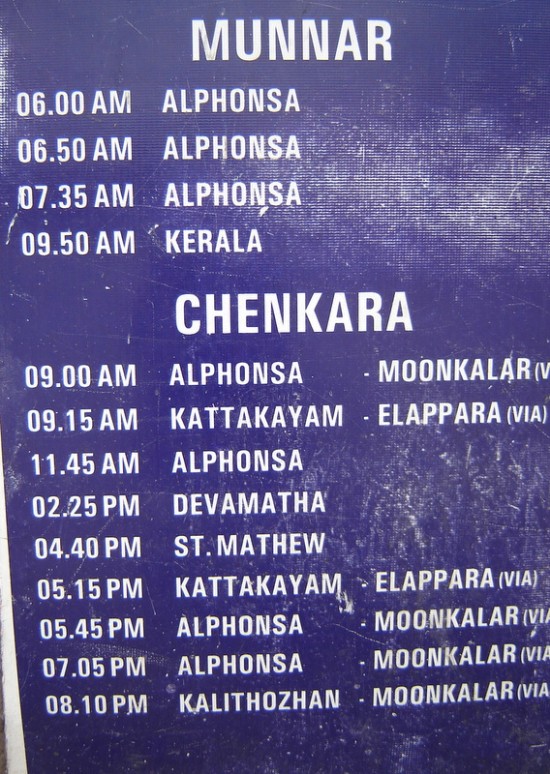 MUNNAR
06.00 AM ALPHONSA
06.50 AM ALPHONSA
07.35 AM ALPHONSA
09.50 AM KERALA
CHENKARA
09.00 AM ALPHONSA - MOONKALAR (V
09.15 AM KATTAKAYAM - ELAPPARA (VIA)
11.45 AM ALPHONSA
02.25 PM DEVAMATHA
04.40 PM ST. MATHEW
05.15 PM KATTAKAYAM - ELAPPARA (VIA)
05.45 PM ALPHONSA - MOONKALAR (VIA
07.05 PM ALPHONSA - MOONKALAR (VIA
08.10 PM KALITHOZHAN - MOONKALAR (VIA